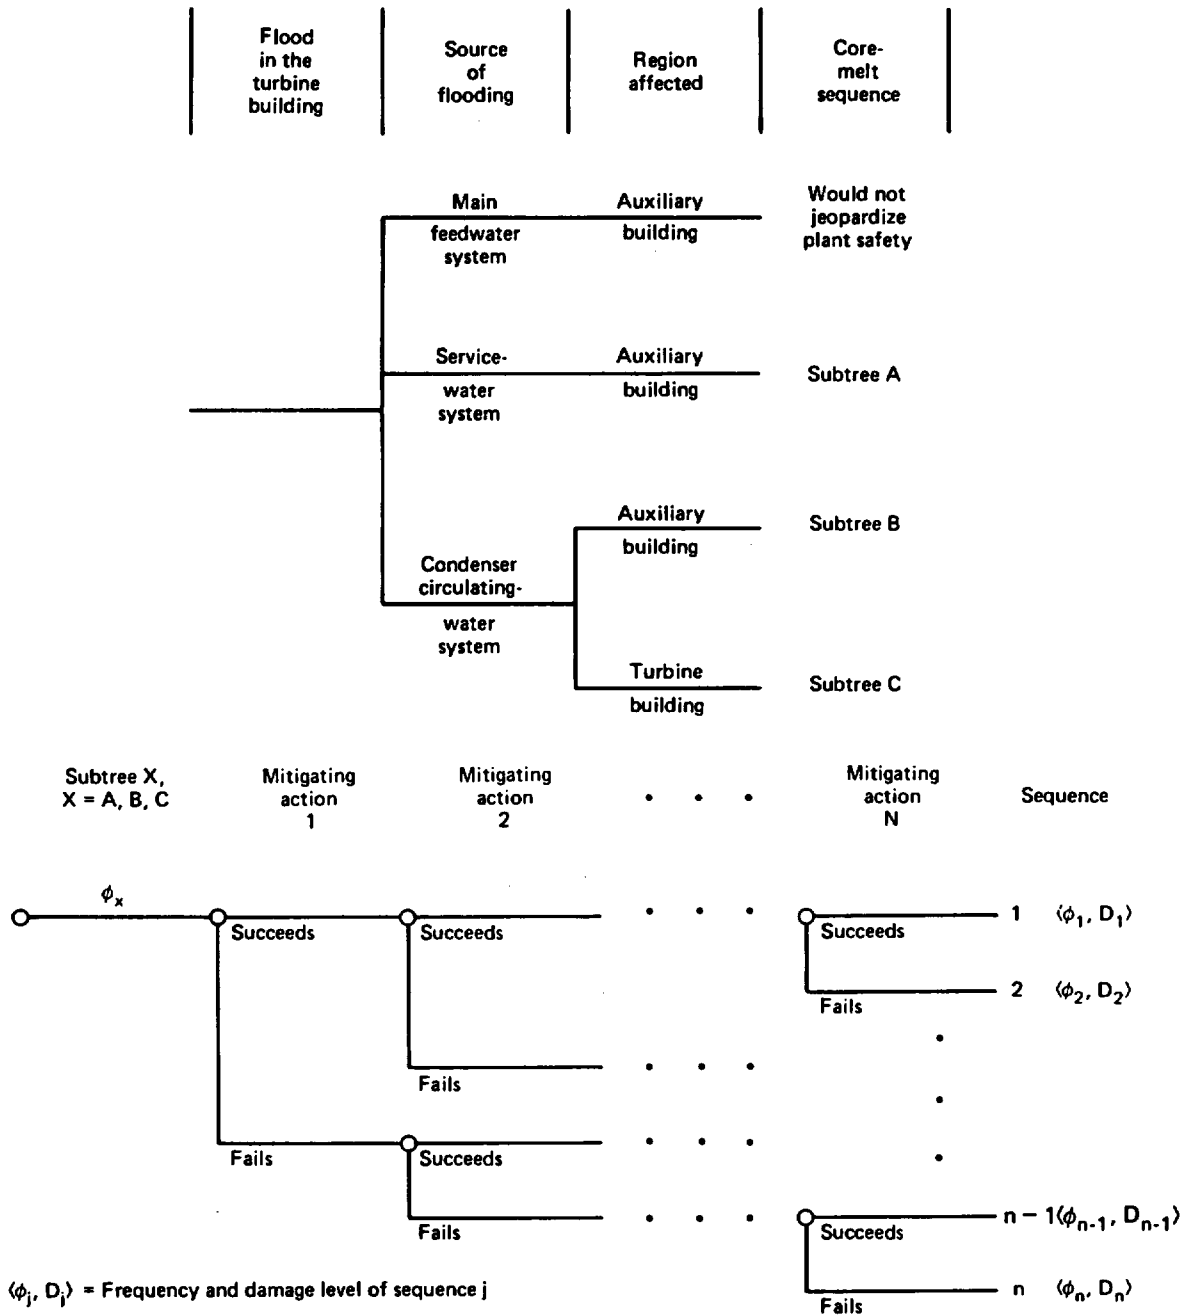 Flood
in the
turbine
building
Source
of
flooding
Region
affected
Core-
melt
sequence
Main
feedwater
system
Auxiliary
building
Would not
jeopardize
plant safety
Service-
water
system
Auxiliary
building
Subtree A
Auxiliary
building
Subtree B
Condenser
circulating-
water
system
Turbine
building
Subtree C
Subtree X,
X = A, B, C
Mitigating
action
1
Mitigating
action
2
• • •
Mitigating
action
N
Sequence
ϕx
Succeeds
Succeeds
• • •
Succeeds
1 ⟨ϕ1, D1⟩
Fails
2 ⟨ϕ2, D2⟩
Fails
• • •
Fails
Succeeds
• • •
Fails
• • •
Succeeds
n − 1⟨ϕn-1, Dn-1⟩
Fails
n ⟨ϕn, Dn⟩
⟨ϕj, Dj⟩ = Frequency and damage level of sequence j